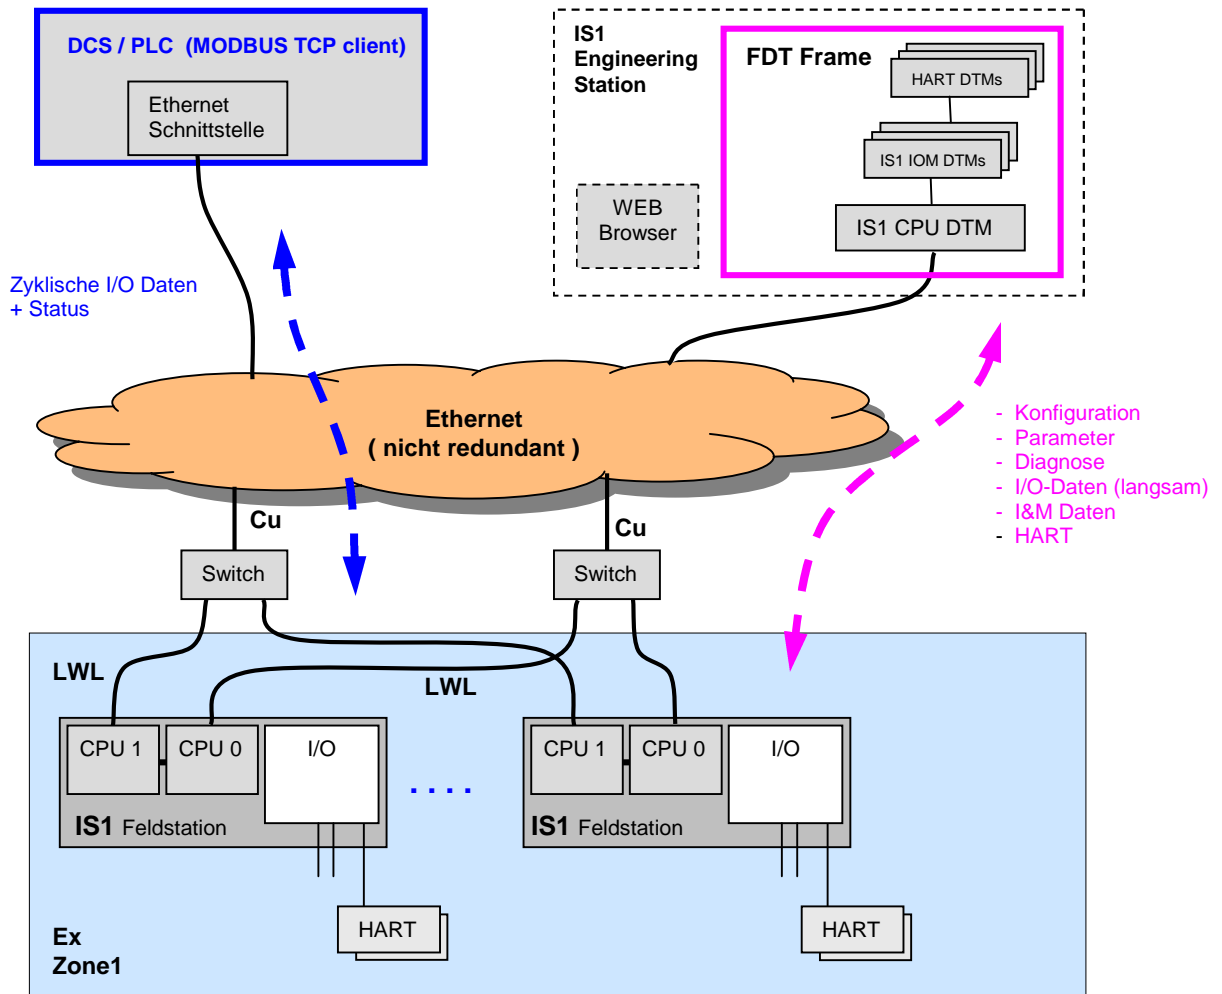 DCS / PLC (MODBUS TCP client)
Ethernet
Schnittstelle
IS1
Engineering
Station
FDT Frame
HART DTMs
IS1 IOM DTMs
IS1 CPU DTM
WEB
Browser
Zyklische I/O Daten
+ Status
Ethernet
( nicht redundant )
- Konfiguration
- Parameter
- Diagnose
- I/O-Daten (langsam)
- I&M Daten
- HART
Cu
Cu
Switch
Switch
LWL
LWL
CPU 1
CPU 0
I/O
IS1 Feldstation
. . . .
CPU 1
CPU 0
I/O
IS1 Feldstation
HART
HART
Ex
Zone1